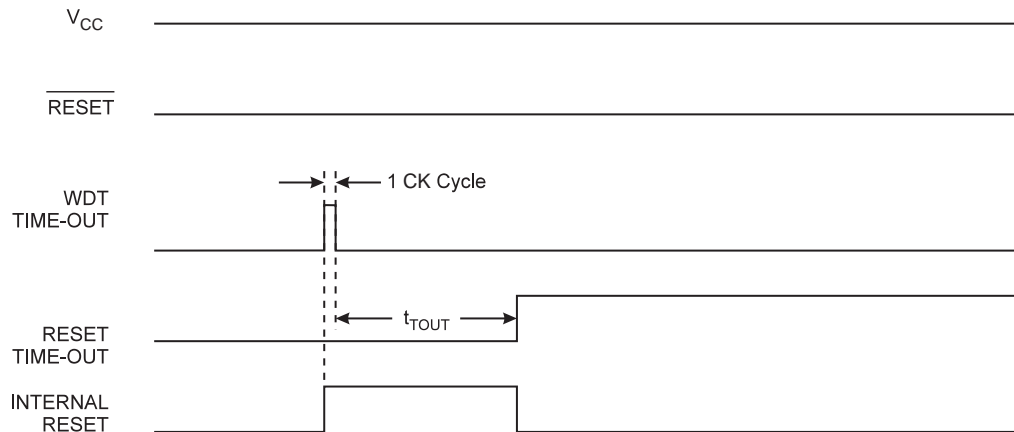 VCC
RESET
1 CK Cycle
WDT
TIME-OUT
tTOUT
RESET
TIME-OUT
INTERNAL
RESET